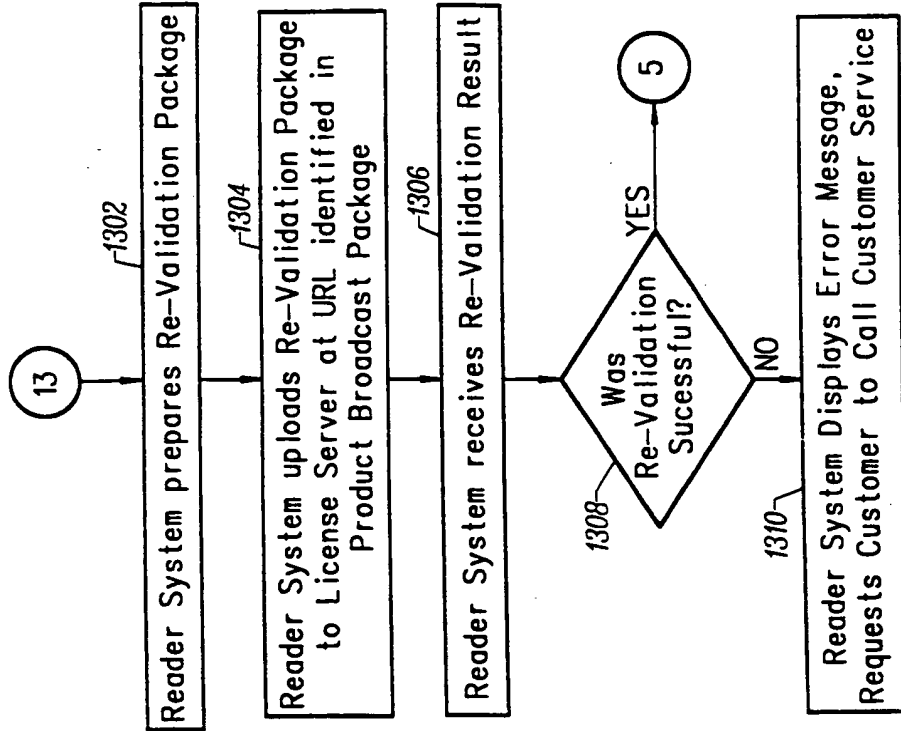 13
1302
Reader System prepares Re-Validation Package
1304
Reader System uploads Re-Validation Package
to License Server at URL identified in
Product Broadcast Package
1306
Reader System receives Re-Validation Result
1308
Was
Re-Validation
Sucessful?
YES
5
NO
1310
Reader System Displays Error Message,
Requests Customer to Call Customer Service